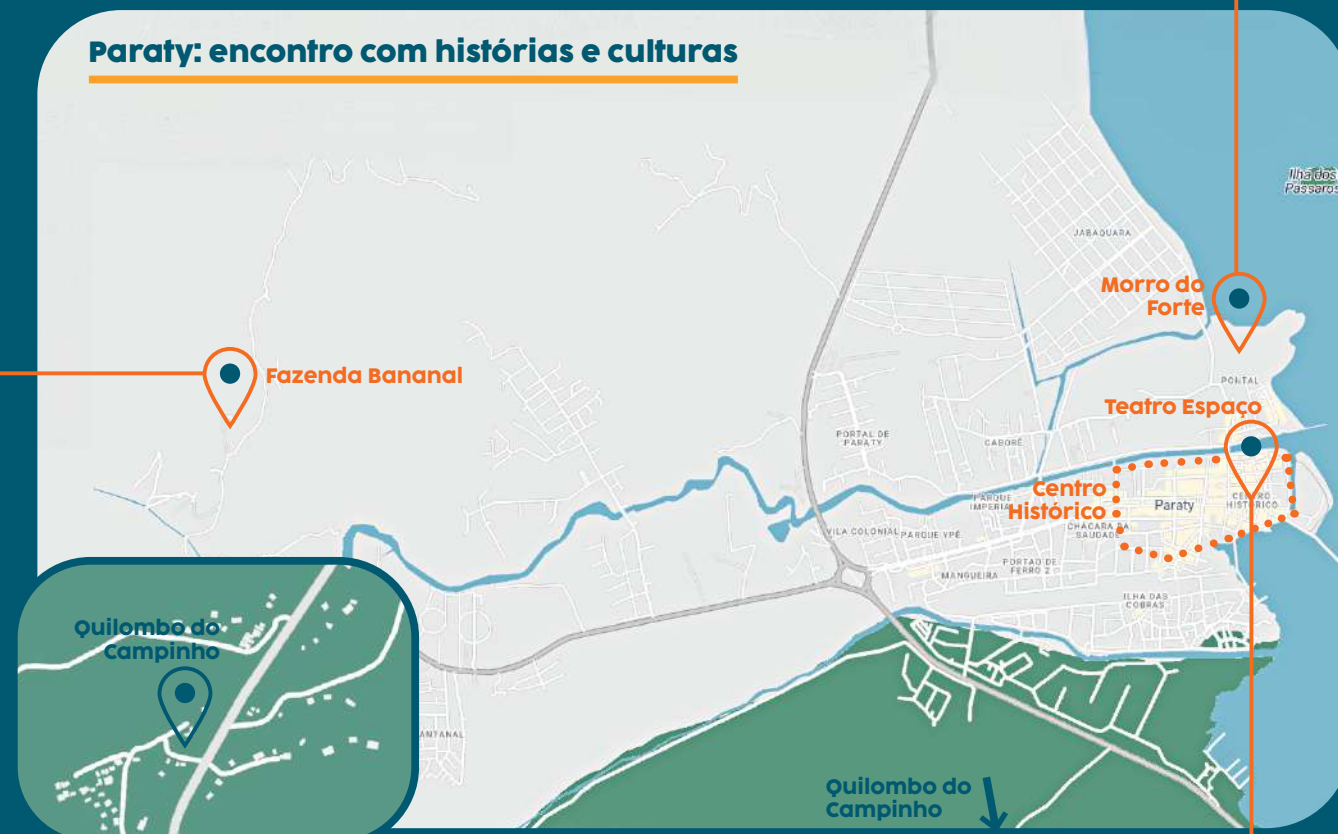 Paraty: encontro com histórias e culturas
Ilha dos
Pássaros
JABAQUARA
Morro do
Forte
Fazenda Bananal
PONTAL
Teatro Espaço
PORTAL DE
PARATY
CABORÊ
Centro
Histórico
PARQUE
IMPERIAL
Paraty
CENTRO
HISTÓRICO
CHÁCARA DA
SAUDADE
VILA COLONIAL
PARQUE YPÊ
PORTÃO DE
FERRO 2
MANGUEIRA
ILHA DAS
COBRAS
Quilombo do
Campinho
ANTANAL
Quilombo do
Campinho